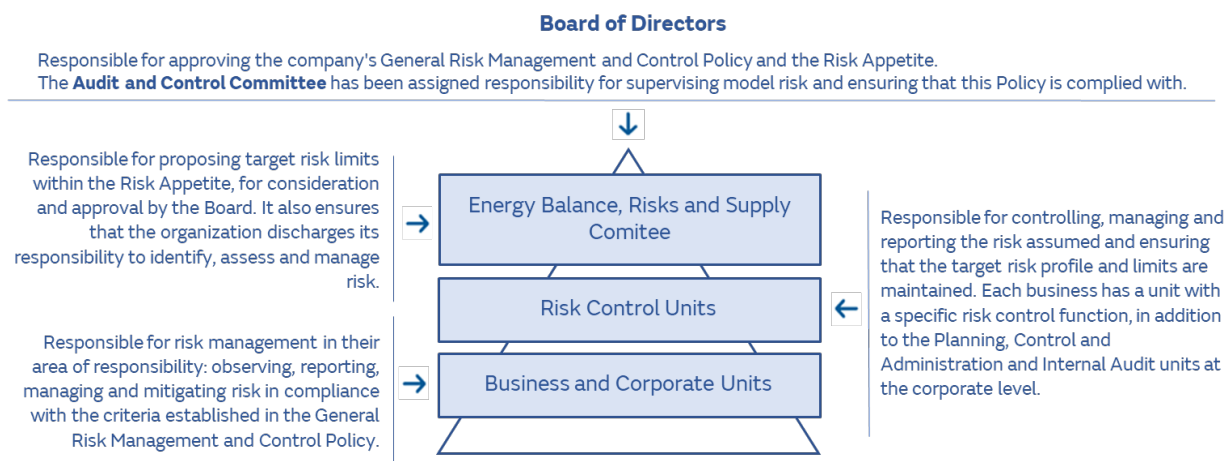 Board of Directors
Responsible for approving the company's General Risk Management and Control Policy and the Risk Appetite.
The Audit and Control Committee has been assigned responsibility for supervising model risk and ensuring that this Policy is complied with.
Responsible for proposing target risk limits
within the Risk Appetite, for consideration
and approval by the Board. It also ensures
that the organization discharges its
responsibility to identify, assess and manage
risk.
Energy Balance, Risks and Supply
Comitee
Responsible for controlling, managing and
reporting the risk assumed and ensuring
that the target risk profile and limits are
maintained. Each business has a unit with
a specific risk control function, in addition
to the Planning, Control and
Administration and Internal Audit units at
the corporate level.
Risk Control Units
Responsible for risk management in their
area of responsibility: observing, reporting,
managing and mitigating risk in compliance
with the criteria established in the General
Risk Management and Control Policy.
Business and Corporate Units